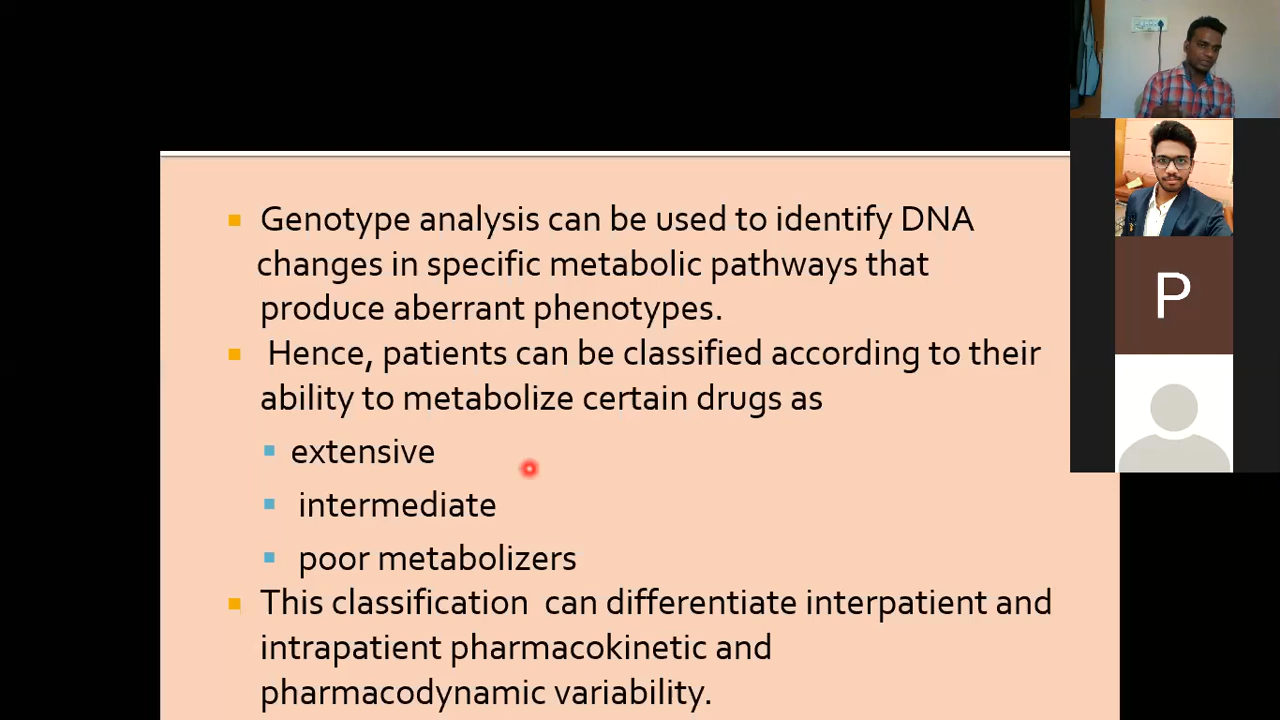 Genotype analysis can be used to identify DNA
changes in specific metabolic pathways that
produce aberrant phenotypes.
Hence, patients can be classified according to their
ability to metabolize certain drugs as
extensive
intermediate
poor metabolizers
This classification can differentiate interpatient and
intrapatient pharmacokinetic and
pharmacodynamic variability.
P